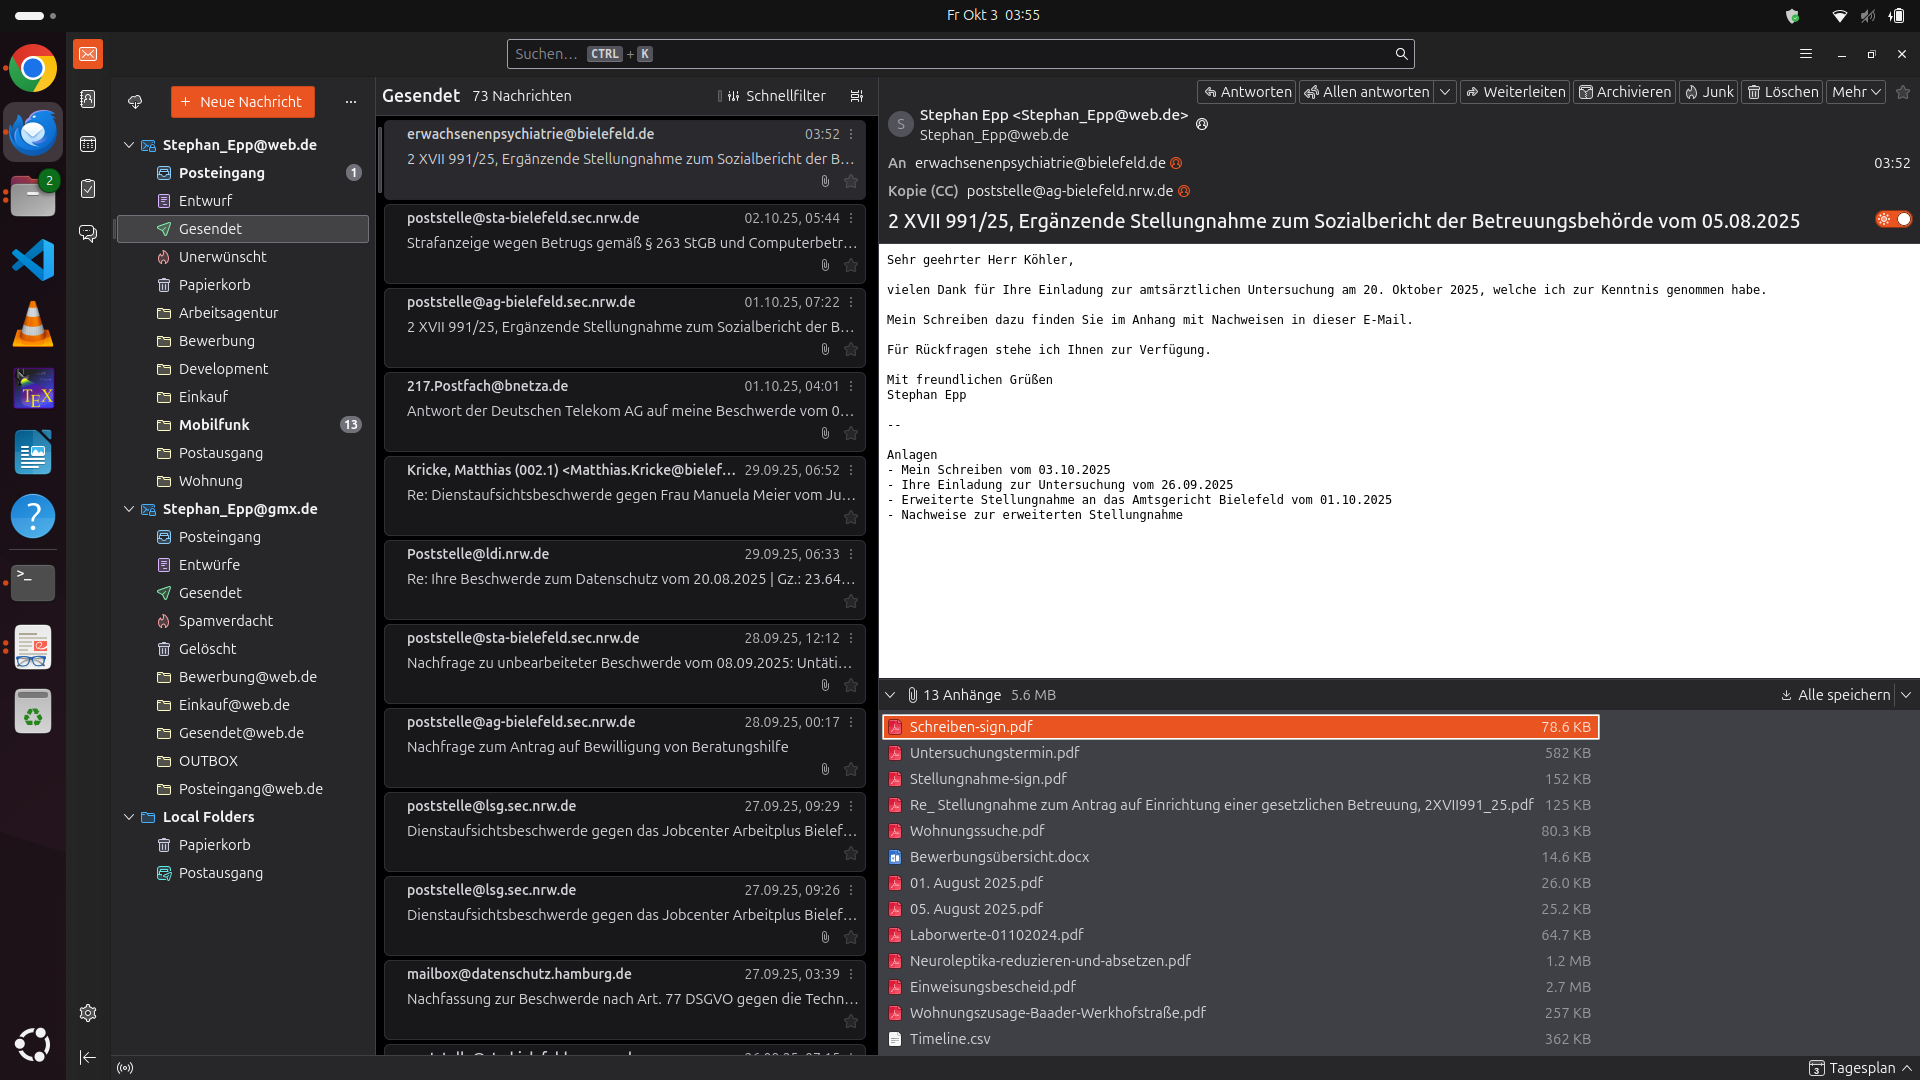 Fr Okt 3 03:55
Suchen… CTRL + K
Neue Nachricht
Stephan_Epp@web.de
Posteingang 1
Entwurf
Gesendet
Unerwünscht
Papierkorb
Arbeitsagentur
Bewerbung
Development
Einkauf
Mobilfunk 13
Postausgang
Wohnung
Stephan_Epp@gmx.de
Posteingang
Entwürfe
Gesendet
Spamverdacht
Gelöscht
Bewerbung@web.de
Einkauf@web.de
Gesendet@web.de
OUTBOX
Posteingang@web.de
Local Folders
Papierkorb
Postausgang
2
TEX
?
Gesendet 73 Nachrichten Schnellfilter
erwachsenenpsychiatrie@bielefeld.de 03:52
2 XVII 991/25, Ergänzende Stellungnahme zum Sozialbericht der B…
poststelle@sta-bielefeld.sec.nrw.de 02.10.25, 05:44
Strafanzeige wegen Betrugs gemäß § 263 StGB und Computerbetr…
poststelle@ag-bielefeld.sec.nrw.de 01.10.25, 07:22
2 XVII 991/25, Ergänzende Stellungnahme zum Sozialbericht der B…
217.Postfach@bnetza.de 01.10.25, 04:01
Antwort der Deutschen Telekom AG auf meine Beschwerde vom 0…
Kricke, Matthias (002.1) <Matthias.Kricke@bielef… 29.09.25, 06:52
Re: Dienstaufsichtsbeschwerde gegen Frau Manuela Meier vom Ju…
Poststelle@ldi.nrw.de 29.09.25, 06:33
Re: Ihre Beschwerde zum Datenschutz vom 20.08.2025 | Gz.: 23.64…
poststelle@sta-bielefeld.sec.nrw.de 28.09.25, 12:12
Nachfrage zu unbearbeiteter Beschwerde vom 08.09.2025: Untäti…
poststelle@ag-bielefeld.sec.nrw.de 28.09.25, 00:17
Nachfrage zum Antrag auf Bewilligung von Beratungshilfe
poststelle@lsg.sec.nrw.de 27.09.25, 09:29
Dienstaufsichtsbeschwerde gegen das Jobcenter Arbeitplus Bielef…
poststelle@lsg.sec.nrw.de 27.09.25, 09:26
Dienstaufsichtsbeschwerde gegen das Jobcenter Arbeitplus Bielef…
mailbox@datenschutz.hamburg.de 27.09.25, 03:39
Nachfassung zur Beschwerde nach Art. 77 DSGVO gegen die Techn…
Antworten Allen antworten Weiterleiten Archivieren Junk Löschen Mehr
S
Stephan Epp <Stephan_Epp@web.de>
Stephan_Epp@web.de
An erwachsenenpsychiatrie@bielefeld.de 03:52
Kopie (CC) poststelle@ag-bielefeld.nrw.de
2 XVII 991/25, Ergänzende Stellungnahme zum Sozialbericht der Betreuungsbehörde vom 05.08.2025
Sehr geehrter Herr Köhler,
vielen Dank für Ihre Einladung zur amtsärztlichen Untersuchung am 20. Oktober 2025, welche ich zur Kenntnis genommen habe.
Mein Schreiben dazu finden Sie im Anhang mit Nachweisen in dieser E-Mail.
Für Rückfragen stehe ich Ihnen zur Verfügung.
Mit freundlichen Grüßen
Stephan Epp
--
Anlagen
- Mein Schreiben vom 03.10.2025
- Ihre Einladung zur Untersuchung vom 26.09.2025
- Erweiterte Stellungnahme an das Amtsgericht Bielefeld vom 01.10.2025
- Nachweise zur erweiterten Stellungnahme
13 Anhänge 5.6 MB Alle speichern
Schreiben-sign.pdf 78.6 KB
Untersuchungstermin.pdf 582 KB
Stellungnahme-sign.pdf 152 KB
Re_ Stellungnahme zum Antrag auf Einrichtung einer gesetzlichen Betreuung, 2XVII991_25.pdf 125 KB
Wohnungssuche.pdf 80.3 KB
Bewerbungsübersicht.docx 14.6 KB
01. August 2025.pdf 26.0 KB
05. August 2025.pdf 25.2 KB
Laborwerte-01102024.pdf 64.7 KB
Neuroleptika-reduzieren-und-absetzen.pdf 1.2 MB
Einweisungsbescheid.pdf 2.7 MB
Wohnungszusage-Baader-Werkhofstraße.pdf 257 KB
Timeline.csv 362 KB
3 Tagesplan